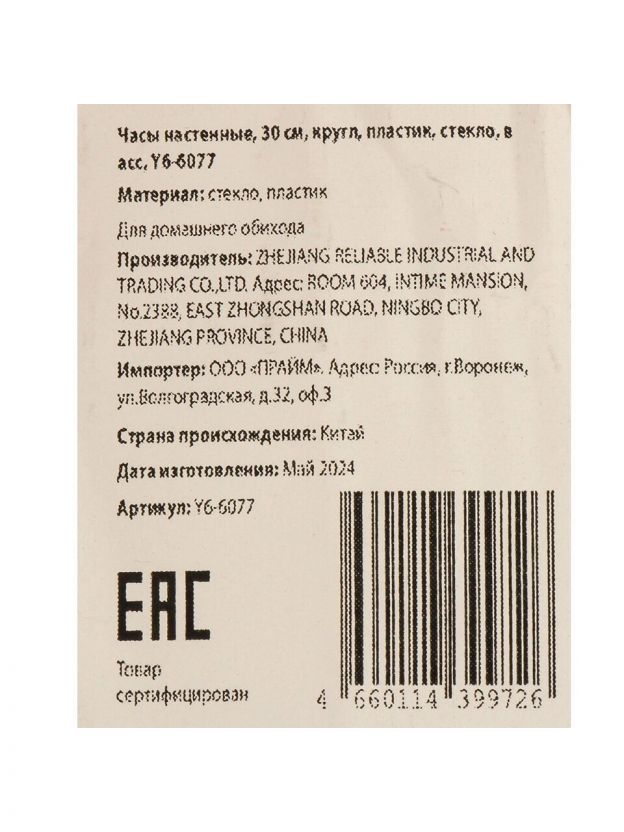 Часы настенные, 30 см, кругл, пластик, стекло, в
асс, Y6-6077
Материал: стекло, пластик
Для домашнего обихода
Производитель: ZHEJIANG RELIABLE INDUSTRIAL AND
TRADING CO.,LTD. Адрес: ROOM 604, INTIME MANSION,
No.2388, EAST ZHONGSHAN ROAD, NINGBO CITY,
ZHEJIANG PROVINCE, CHINA
Импортер: ООО «ПРАЙМ». Адрес: Россия, г.Воронеж,
ул.Волгоградская, д.32, оф.3
Страна происхождения: Китай
Дата изготовления: Май 2024
Артикул: Y6-6077
EAC
Товар
сертифицирован
4 660114 399726